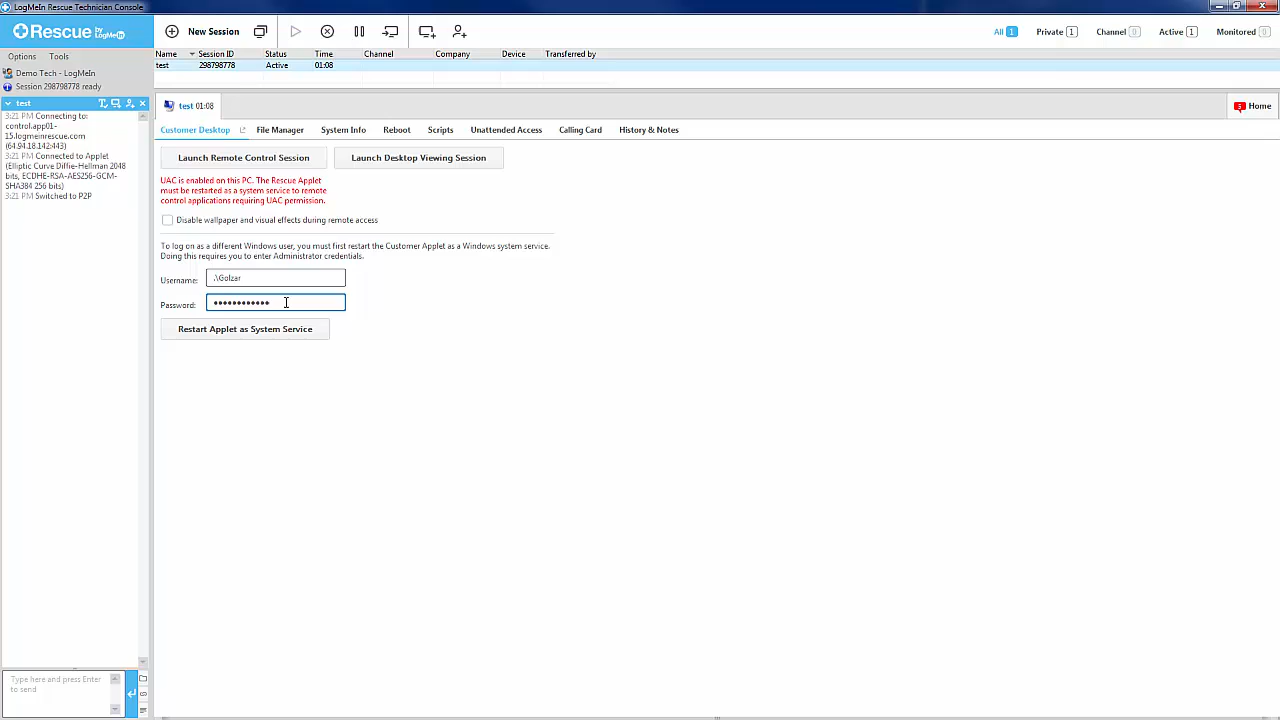 LogMeIn Rescue Technician Console
Rescue by LogMeIn
New Session
All 1 Private 1 Channel 0 Active 1 Monitored 0
Options Tools
Name Session ID Status Time Channel Company Device Transferred by
test 298798778 Active 01:08
Demo Tech - LogMeIn
Session 298798778 ready
test
test 01:08
5 Home
3:21 PM Connecting to:
control.app01-
15.logmeinrescue.com
(64.94.18.142:443)
3:21 PM Connected to Applet
(Elliptic Curve Diffie-Hellman 2048
bits, ECDHE-RSA-AES256-GCM-
SHA384 256 bits)
3:21 PM Switched to P2P
Customer Desktop File Manager System Info Reboot Scripts Unattended Access Calling Card History & Notes
Launch Remote Control Session Launch Desktop Viewing Session
UAC is enabled on this PC. The Rescue Applet
must be restarted as a system service to remote
control applications requiring UAC permission.
Disable wallpaper and visual effects during remote access
To log on as a different Windows user, you must first restart the Customer Applet as a Windows system service.
Doing this requires you to enter Administrator credentials.
Username: .\Golzar
Password: ••••••••••••
Restart Applet as System Service
Type here and press Enter
to send